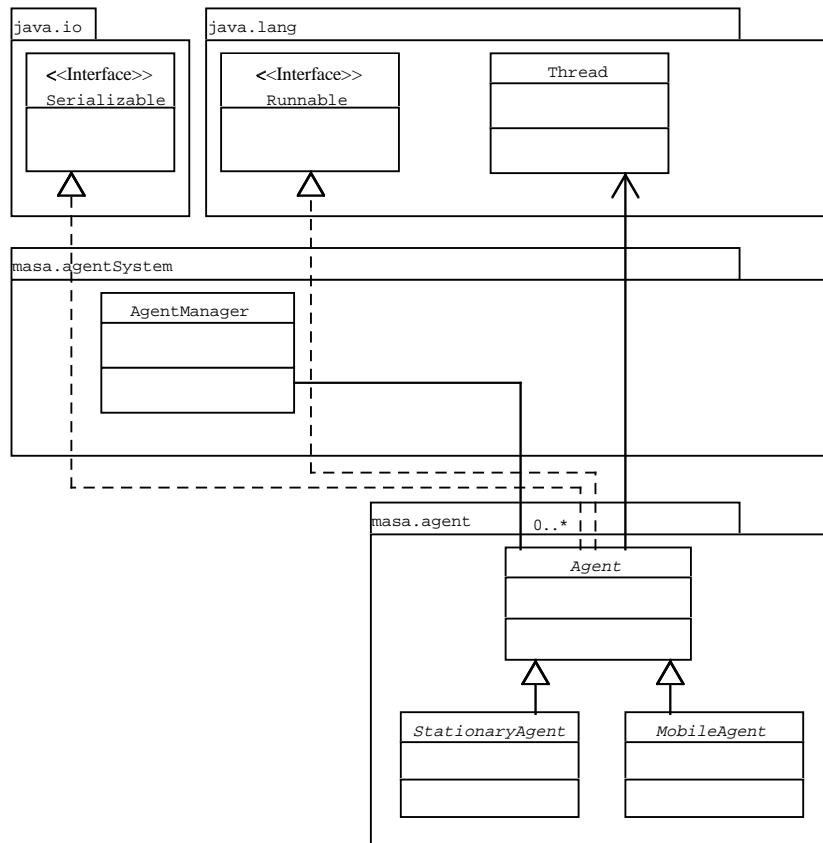 java.io
java.lang
<<Interface>>
Serializable
<<Interface>>
Runnable
Thread
masa.agentSystem
AgentManager
masa.agent
0..*
Agent
StationaryAgent
MobileAgent